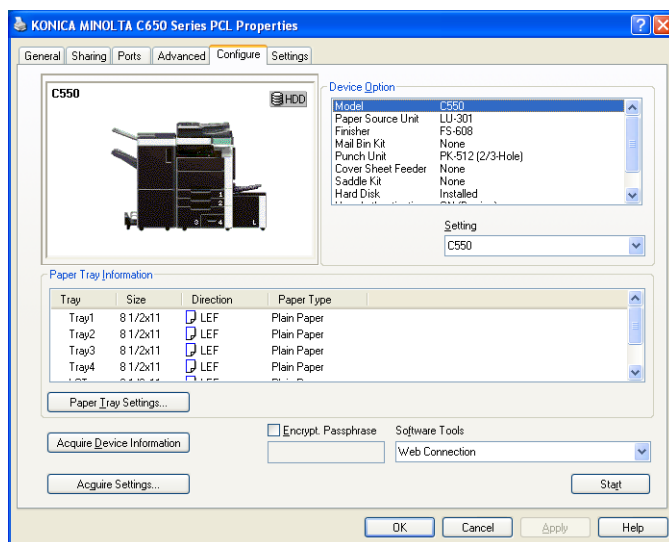 KONICA MINOLTA C650 Series PCL Properties
General Sharing Ports Advanced Configure Settings
C550
HDD
Device Option
Model C550
Paper Source Unit LU-301
Finisher FS-608
Mail Bin Kit None
Punch Unit PK-512 (2/3-Hole)
Cover Sheet Feeder None
Saddle Kit None
Hard Disk Installed
Setting
C550
Paper Tray Information
Tray Size Direction Paper Type
Tray1 8 1/2x11 LEF Plain Paper
Tray2 8 1/2x11 LEF Plain Paper
Tray3 8 1/2x11 LEF Plain Paper
Tray4 8 1/2x11 LEF Plain Paper
Paper Tray Settings...
Acquire Device Information
Encrypt. Passphrase
Software Tools
Web Connection
Acquire Settings...
Start
OK Cancel Apply Help